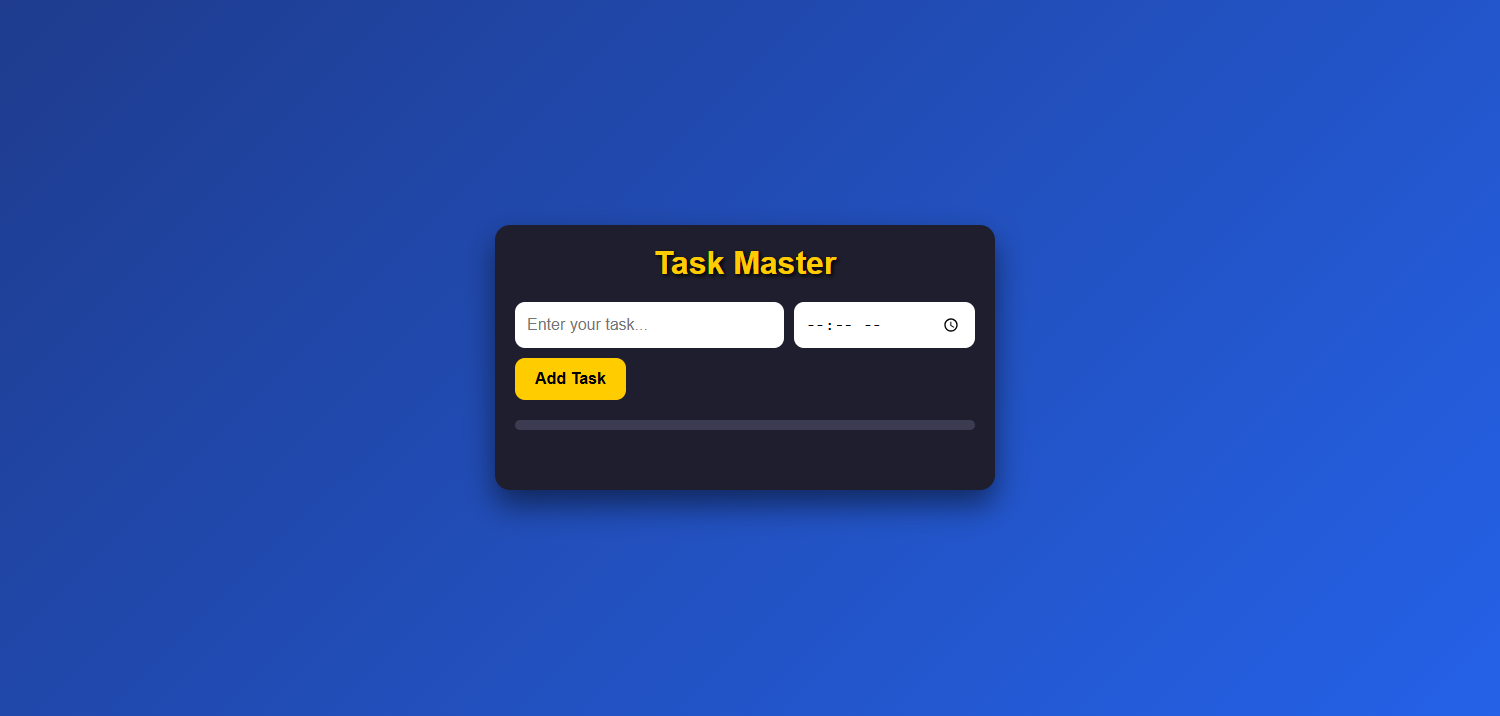 Task Master
Enter your task...
--:-- --
Add Task